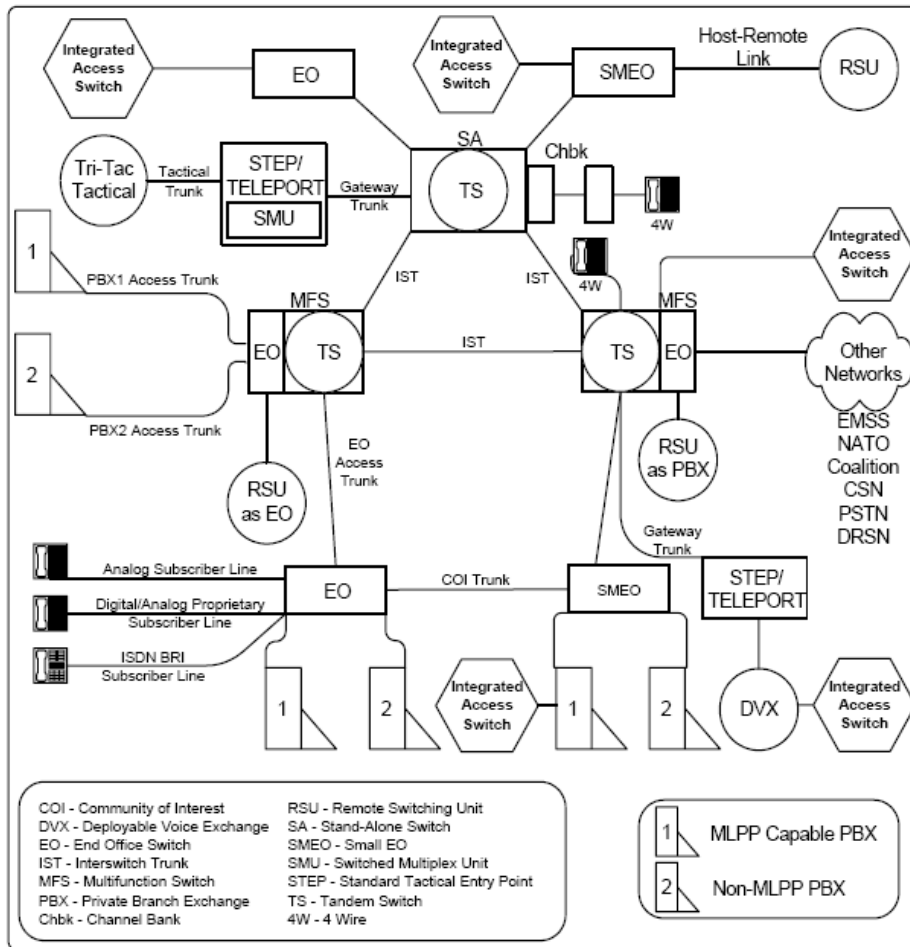 Integrated
Access
Switch
EO
Integrated
Access
Switch
SMEO
Host-Remote
Link
RSU
Tri-Tac
Tactical
Tactical
Trunk
STEP/
TELEPORT
SMU
Gateway
Trunk
SA
TS
Chbk
4W
4W
Integrated
Access
Switch
1
PBX1 Access Trunk
IST
IST
MFS
EO
TS
IST
MFS
TS
EO
Other
Networks
EMSS
NATO
Coalition
CSN
PSTN
DRSN
2
PBX2 Access Trunk
RSU
as EO
EO
Access
Trunk
RSU
as PBX
Gateway
Trunk
Analog Subscriber Line
Digital/Analog Proprietary
Subscriber Line
ISDN BRI
Subscriber Line
EO
COI Trunk
SMEO
STEP/
TELEPORT
1
2
Integrated
Access
Switch
1
2
DVX
Integrated
Access
Switch
COI - Community of Interest
DVX - Deployable Voice Exchange
EO - End Office Switch
IST - Interswitch Trunk
MFS - Multifunction Switch
PBX - Private Branch Exchange
Chbk - Channel Bank
RSU - Remote Switching Unit
SA - Stand-Alone Switch
SMEO - Small EO
SMU - Switched Multiplex Unit
STEP - Standard Tactical Entry Point
TS - Tandem Switch
4W - 4 Wire
1
MLPP Capable PBX
2
Non-MLPP PBX